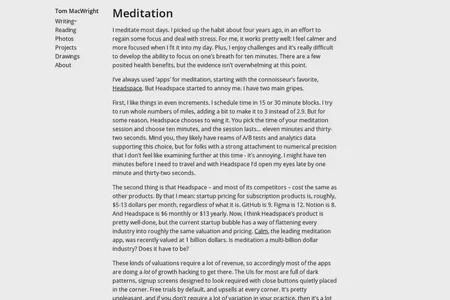 Tom MacWright
Writing•
Reading
Photos
Projects
Drawings
About
Meditation
I meditate most days. I picked up the habit about four years ago, in an effort to
regain some focus and deal with stress. For me, it works pretty well: I feel calmer and
more focused when I fit it into my day. Plus, I enjoy challenges and it's really difficult
to develop the ability to focus on one's breath for ten minutes. There are a few
posited health benefits, but the evidence isn't overwhelming at this point.
I've always used 'apps' for meditation, starting with the connoisseur's favorite,
Headspace. But Headspace started to annoy me. I have two main gripes.
First, I like things in even increments. I schedule time in 15 or 30 minute blocks. I try
to run whole numbers of miles, adding a bit to make it to 3 instead of 2.9. But for
some reason, Headspace chooses to wing it. You pick the time of your meditation
session and choose ten minutes, and the session lasts… eleven minutes and thirty-
two seconds. Mind you, they likely have reams of A/B tests and analytics data
supporting this choice, but for folks with a strong attachment to numerical precision
that I don't feel like examining further at this time - it's annoying. I might have ten
minutes before I need to travel and with Headspace I'd open my eyes late by one
minute and thirty-two seconds.
The second thing is that Headspace – and most of its competitors – cost the same as
other products. By that I mean: startup pricing for subscription products is, roughly,
$5-13 dollars per month, regardless of what it is. GitHub is 9. Figma is 12. Notion is 8.
And Headspace is $6 monthly or $13 yearly. Now, I think Headspace's product is
pretty well-done, but the current startup bubble has a way of flattening every
industry into roughly the same valuation and pricing. Calm, the leading meditation
app, was recently valued at 1 billion dollars. Is meditation a multi-billion dollar
industry? Does it have to be?
These kinds of valuations require a lot of revenue, so accordingly most of the apps
are doing a lot of growth hacking to get there. The UIs for most are full of dark
patterns, signup screens designed to look required with close buttons quietly placed
in the corner. Free trials by default, and upsells at every corner. It's pretty
unpleasant, and if you don't require a lot of variation in your practice, then it's a lot